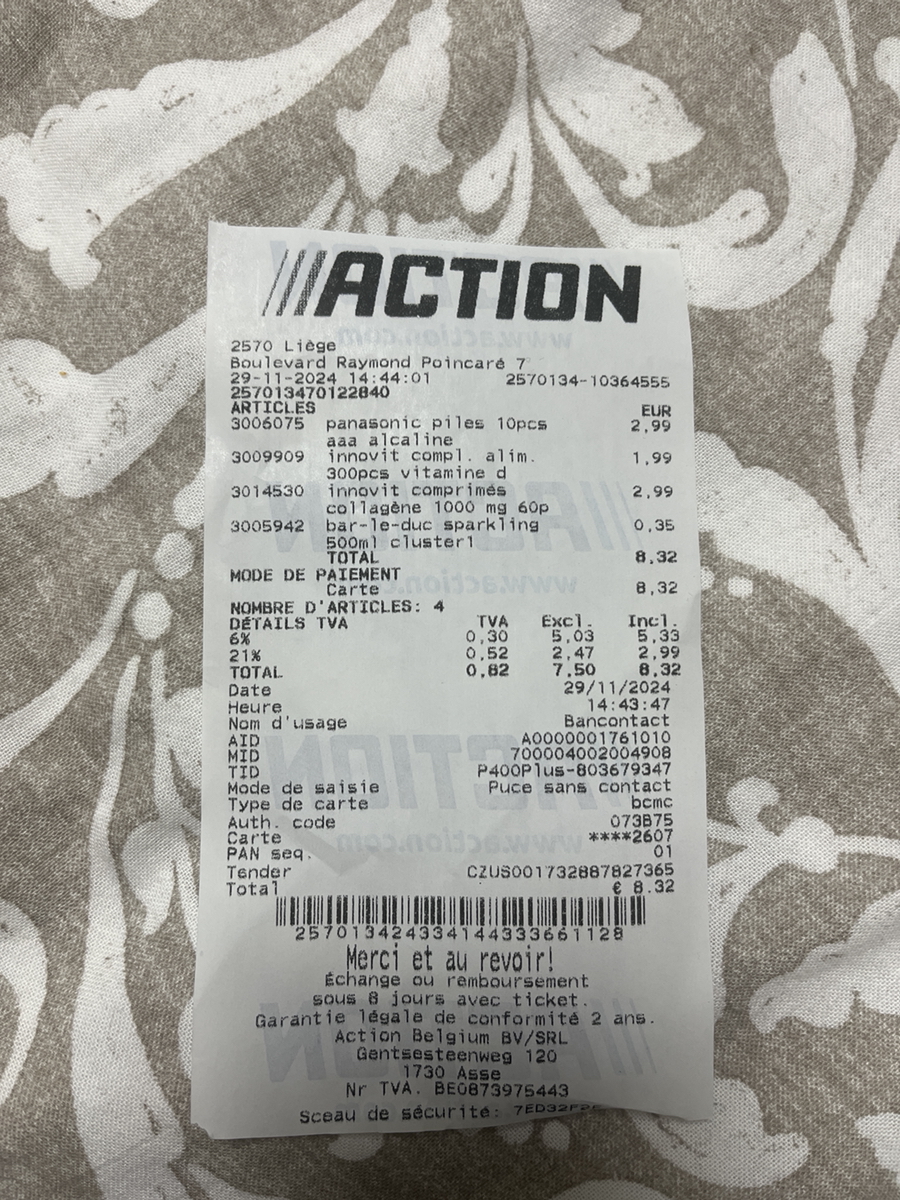 ACTION
2570 Liège
Boulevard Raymond Poincaré 7
29-11-2024 14:44:01 2570134-10364555
257013470122840
ARTICLES EUR
3006075 panasonic piles 10pcs 2,99
aaa alcaline
3009909 innovit compl. alim. 1,99
300pcs vitamine d
3014530 innovit comprimés 2,99
collagène 1000 mg 60p
3005942 bar-le-duc sparkling 0,35
500ml cluster1
TOTAL 8,32
MODE DE PAIEMENT
Carte 8,32
NOMBRE D'ARTICLES: 4
DÉTAILS TVA TVA Excl. Incl.
6% 0,30 5,03 5,33
21% 0,52 2,47 2,99
TOTAL 0,82 7,50 8,32
Date 29/11/2024
Heure 14:43:47
Nom d'usage Bancontact
AID A0000001761010
MID 700004002004908
TID P400Plus-803679347
Mode de saisie Puce sans contact
Type de carte bcmc
Auth. code 073B75
Carte ****2607
PAN seq. 01
Tender CZUS001732887827365
Total € 8.32
257013424334144333661128
Merci et au revoir!
Échange ou remboursement
sous 8 jours avec ticket.
Garantie légale de conformité 2 ans.
Action Belgium BV/SRL
Gentsesteenweg 120
1730 Asse
Nr TVA. BE0873975443
Sceau de sécurité: